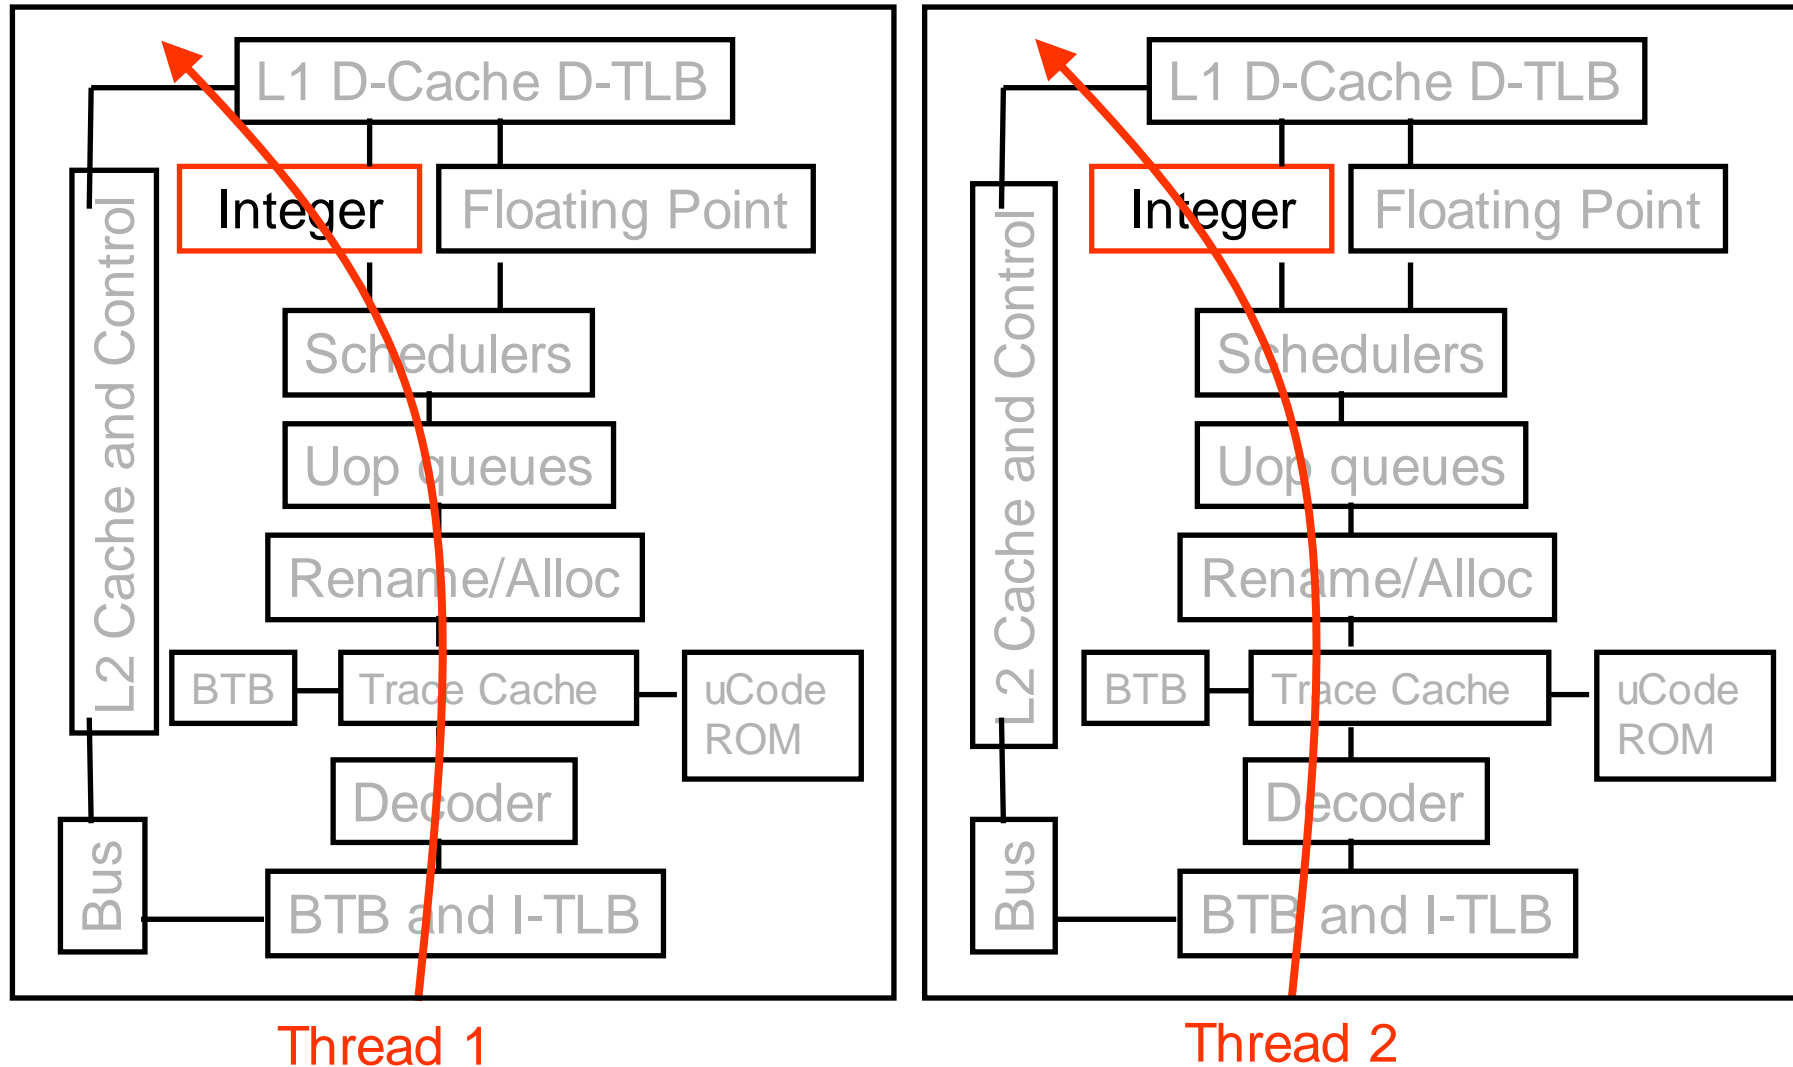 L1 D-Cache D-TLB
Integer
Floating Point
L2 Cache and Control
Schedulers
Uop queues
Rename/Alloc
BTB
Trace Cache
uCode
ROM
Decoder
Bus
BTB and I-TLB
Thread 1
L1 D-Cache D-TLB
Integer
Floating Point
L2 Cache and Control
Schedulers
Uop queues
Rename/Alloc
BTB
Trace Cache
uCode
ROM
Decoder
Bus
BTB and I-TLB
Thread 2